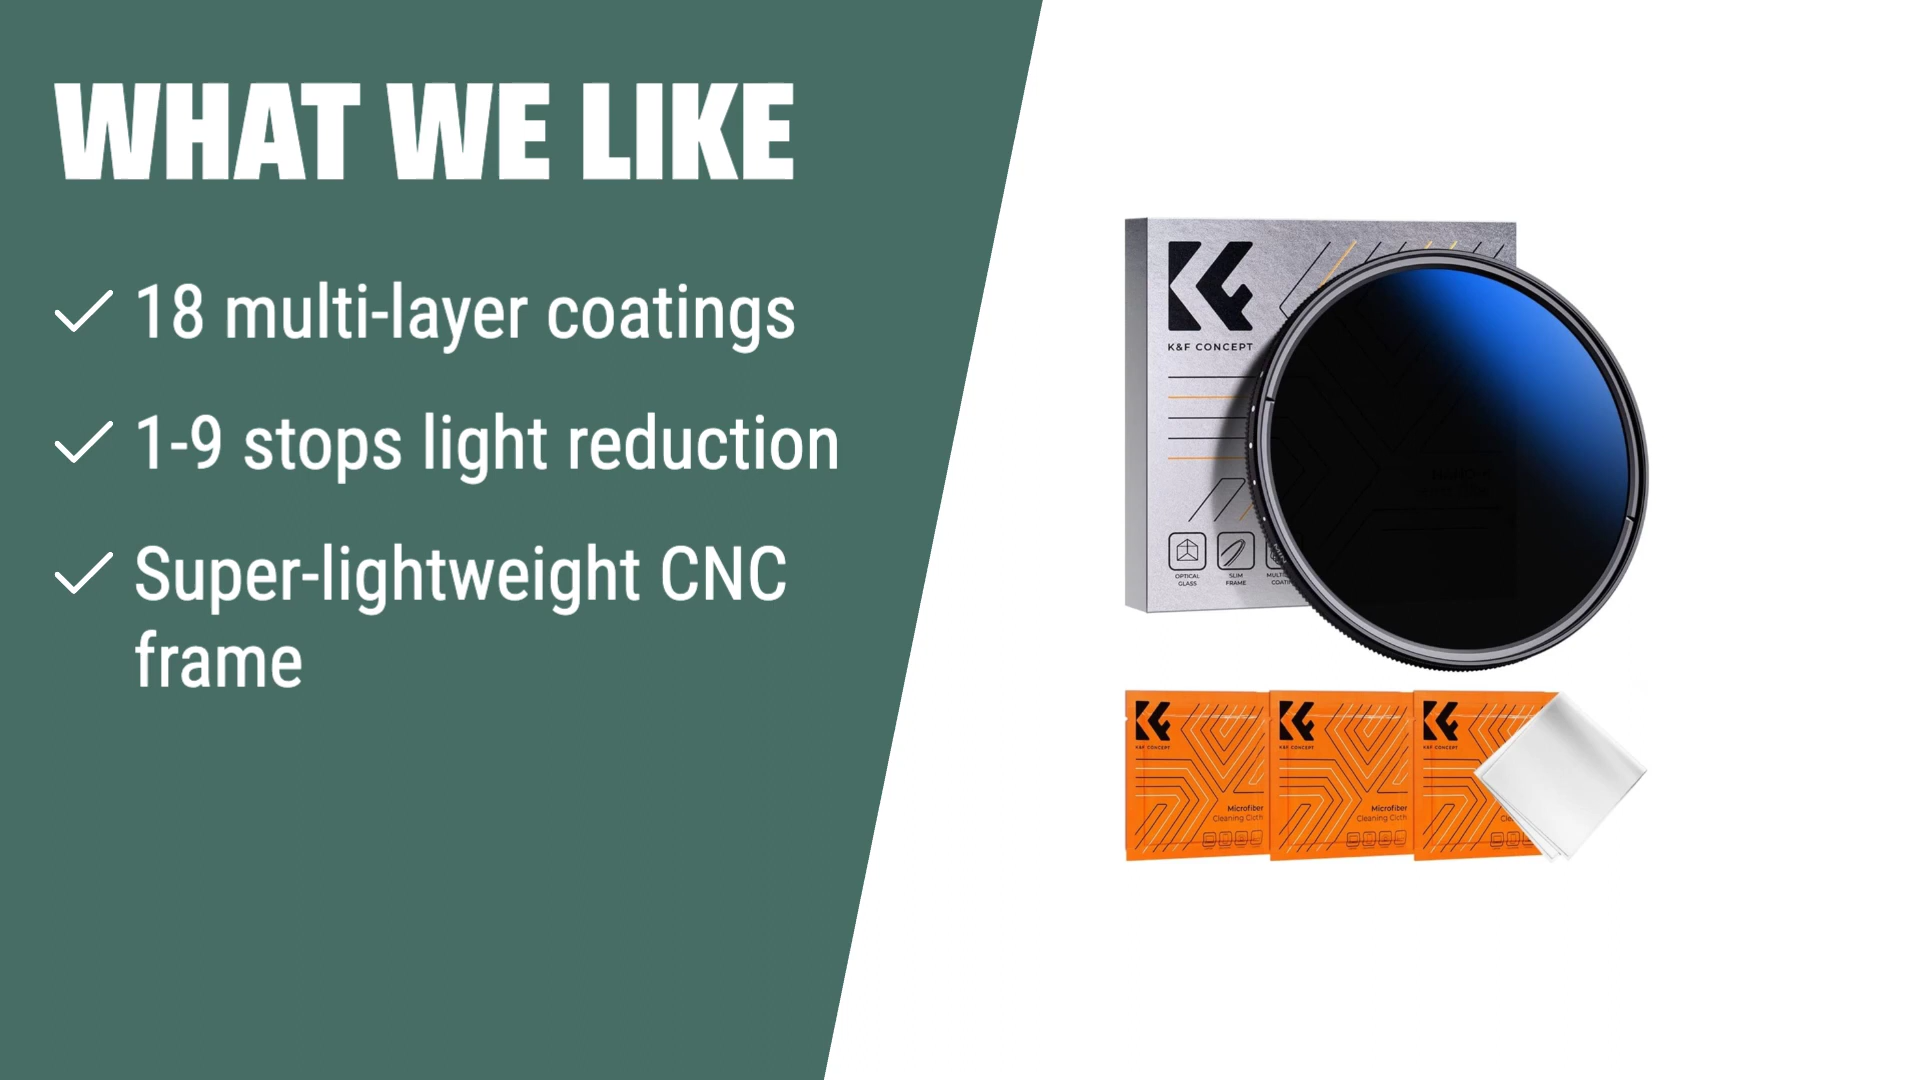 WHAT WE LIKE
18 multi-layer coatings
1-9 stops light reduction
Super-lightweight CNC
frame
K&F CONCEPT
OPTICAL
GLASS
SLIM
FRAME
K&F CONCEPT
Microfiber
Cleaning Cloth
K&F CONCEPT
Microfiber
Cleaning Cloth
K&F CONCEPT